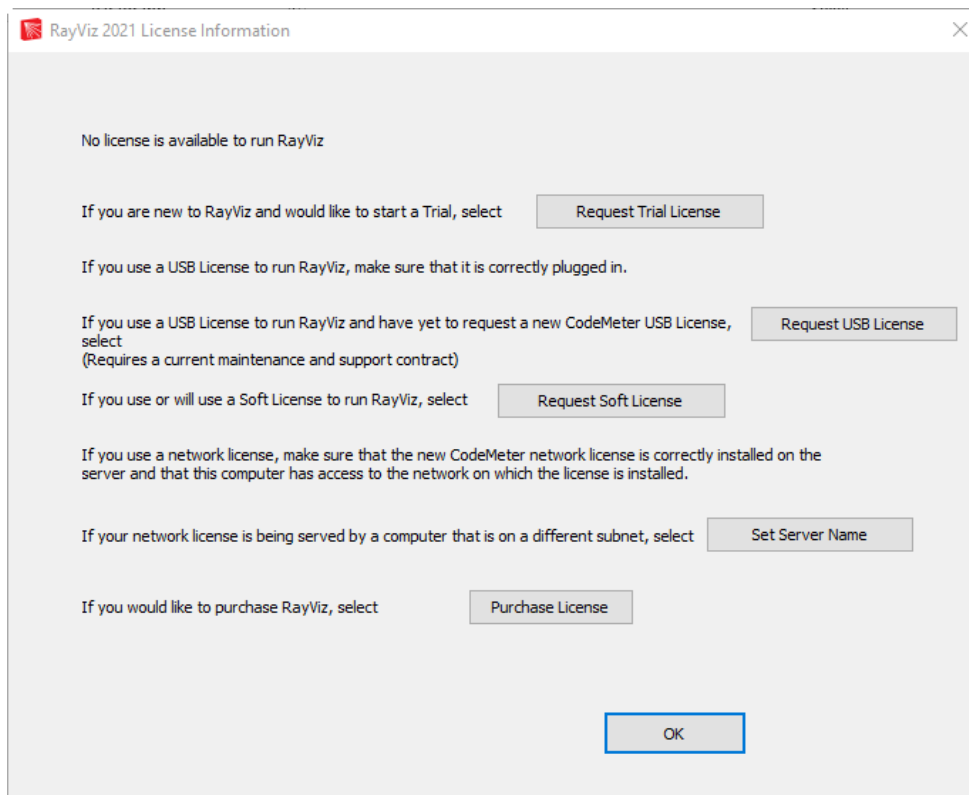 RayViz 2021 License Information
No license is available to run RayViz
If you are new to RayViz and would like to start a Trial, select
Request Trial License
If you use a USB License to run RayViz, make sure that it is correctly plugged in.
If you use a USB License to run RayViz and have yet to request a new CodeMeter USB License,
select
(Requires a current maintenance and support contract)
Request USB License
If you use or will use a Soft License to run RayViz, select
Request Soft License
If you use a network license, make sure that the new CodeMeter network license is correctly installed on the
server and that this computer has access to the network on which the license is installed.
If your network license is being served by a computer that is on a different subnet, select
Set Server Name
If you would like to purchase RayViz, select
Purchase License
OK